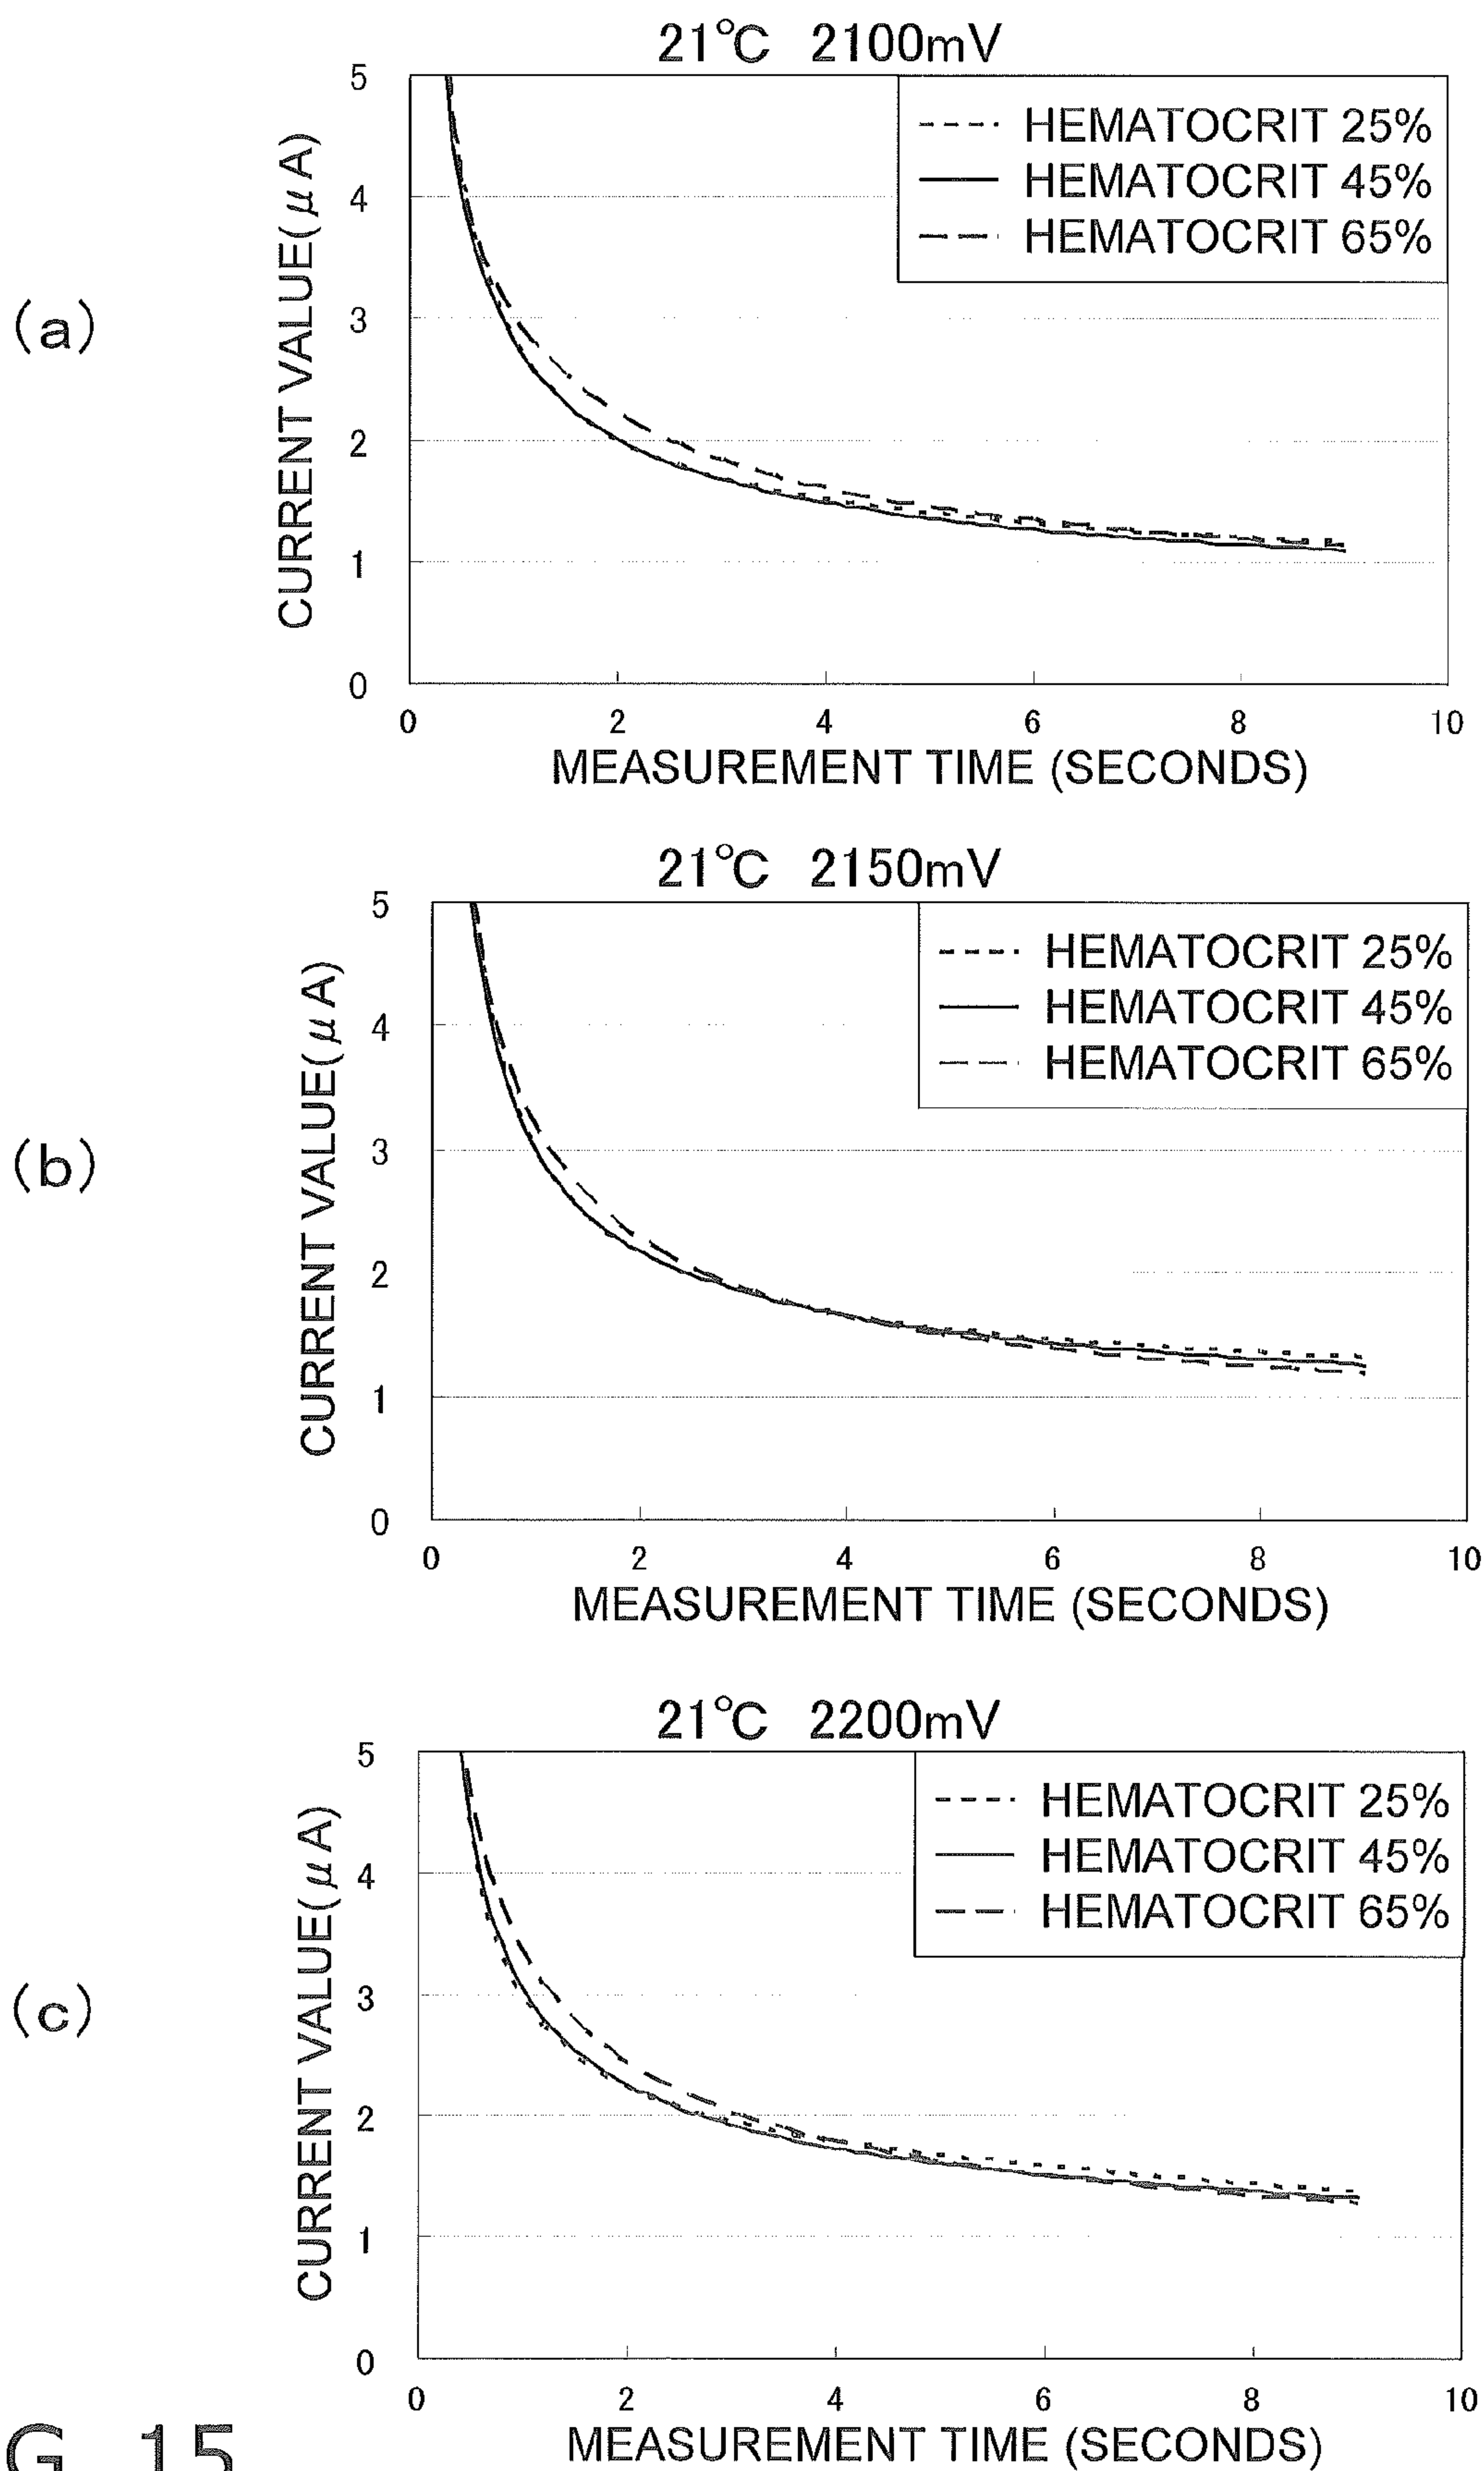 21°C 2100mV
(a)
CURRENT VALUE(μA)
5
4
3
2
1
0
HEMATOCRIT 25%
HEMATOCRIT 45%
HEMATOCRIT 65%
0 2 4 6 8 10
MEASUREMENT TIME (SECONDS)
21°C 2150mV
(b)
CURRENT VALUE(μA)
5
4
3
2
1
0
HEMATOCRIT 25%
HEMATOCRIT 45%
HEMATOCRIT 65%
0 2 4 6 8 10
MEASUREMENT TIME (SECONDS)
21°C 2200mV
(c)
CURRENT VALUE(μA)
5
4
3
2
1
0
HEMATOCRIT 25%
HEMATOCRIT 45%
HEMATOCRIT 65%
0 2 4 6 8 10
MEASUREMENT TIME (SECONDS)
G 15